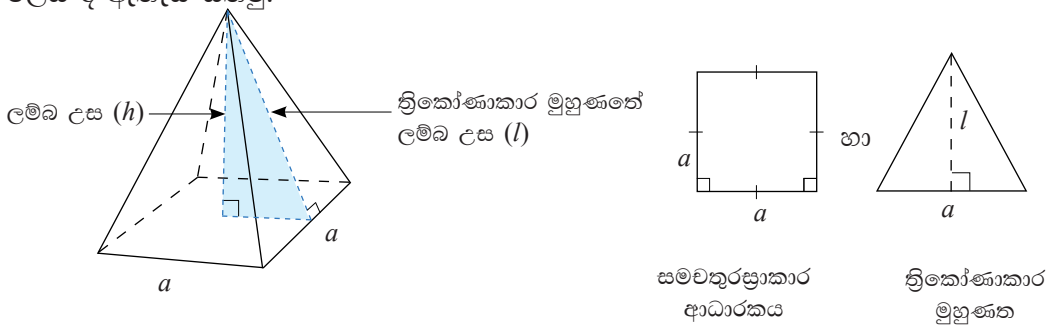 ලම්බ උස (h)
ත්‍රිකෝණාකාර මුහුණතේ
ලම්බ උස (l)
a
a
a
a
හා
l
a
සමචතුරස්‍රාකාර
ආධාරකය
ත්‍රිකෝණාකාර
මුහුණත